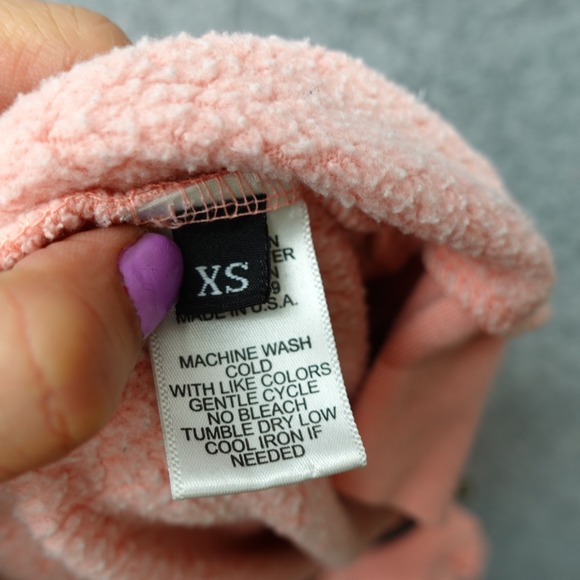 XS
MADE IN U.S.A.
MACHINE WASH
COLD
WITH LIKE COLORS
GENTLE CYCLE
NO BLEACH
TUMBLE DRY LOW
COOL IRON IF
NEEDED